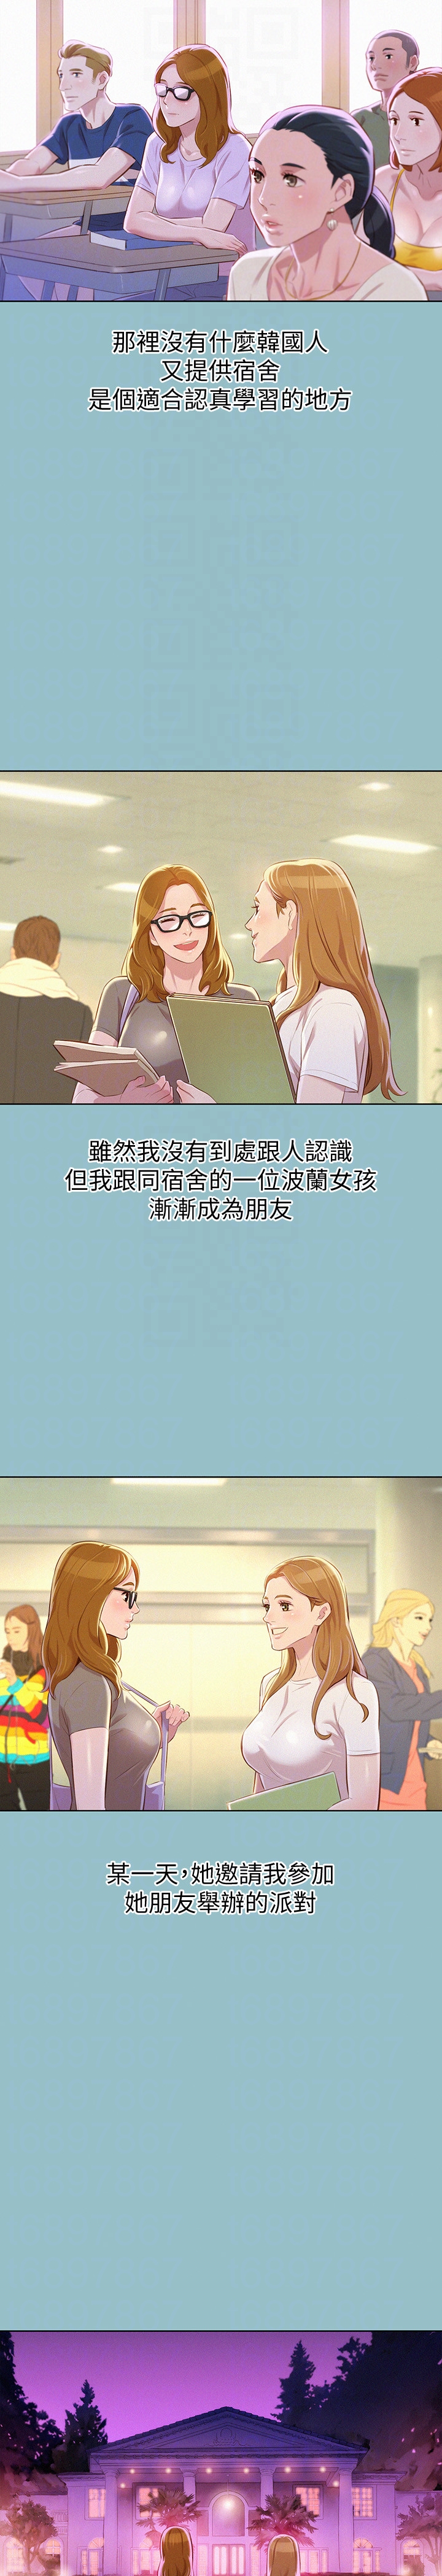 那裡沒有什麼韓國人
又提供宿舍
是個適合認真學習的地方
雖然我沒有到處跟人認識
但我跟同宿舍的一位波蘭女孩
漸漸成為朋友
某一天,她邀請我參加
她朋友舉辦的派對